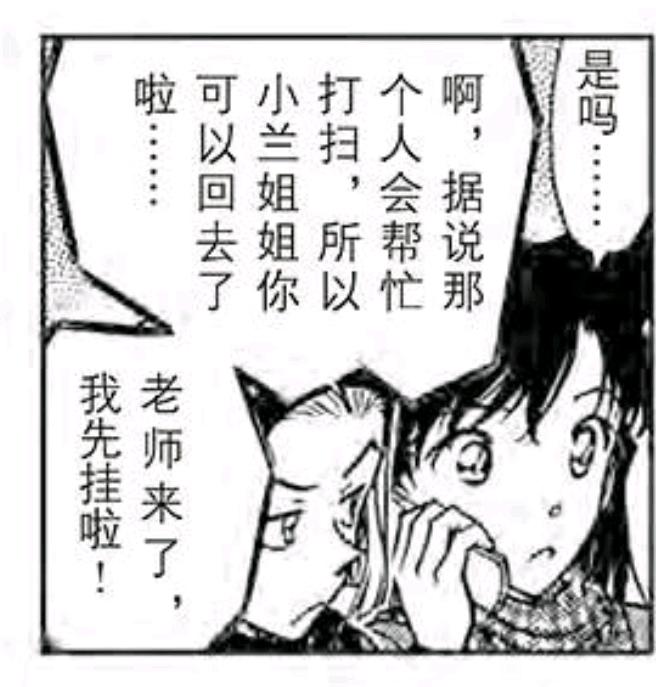 是吗……
啊，据说那
个人会帮忙
打扫，所以
小兰姐姐你
可以回去了
啦……
老师来了，
我先挂啦！